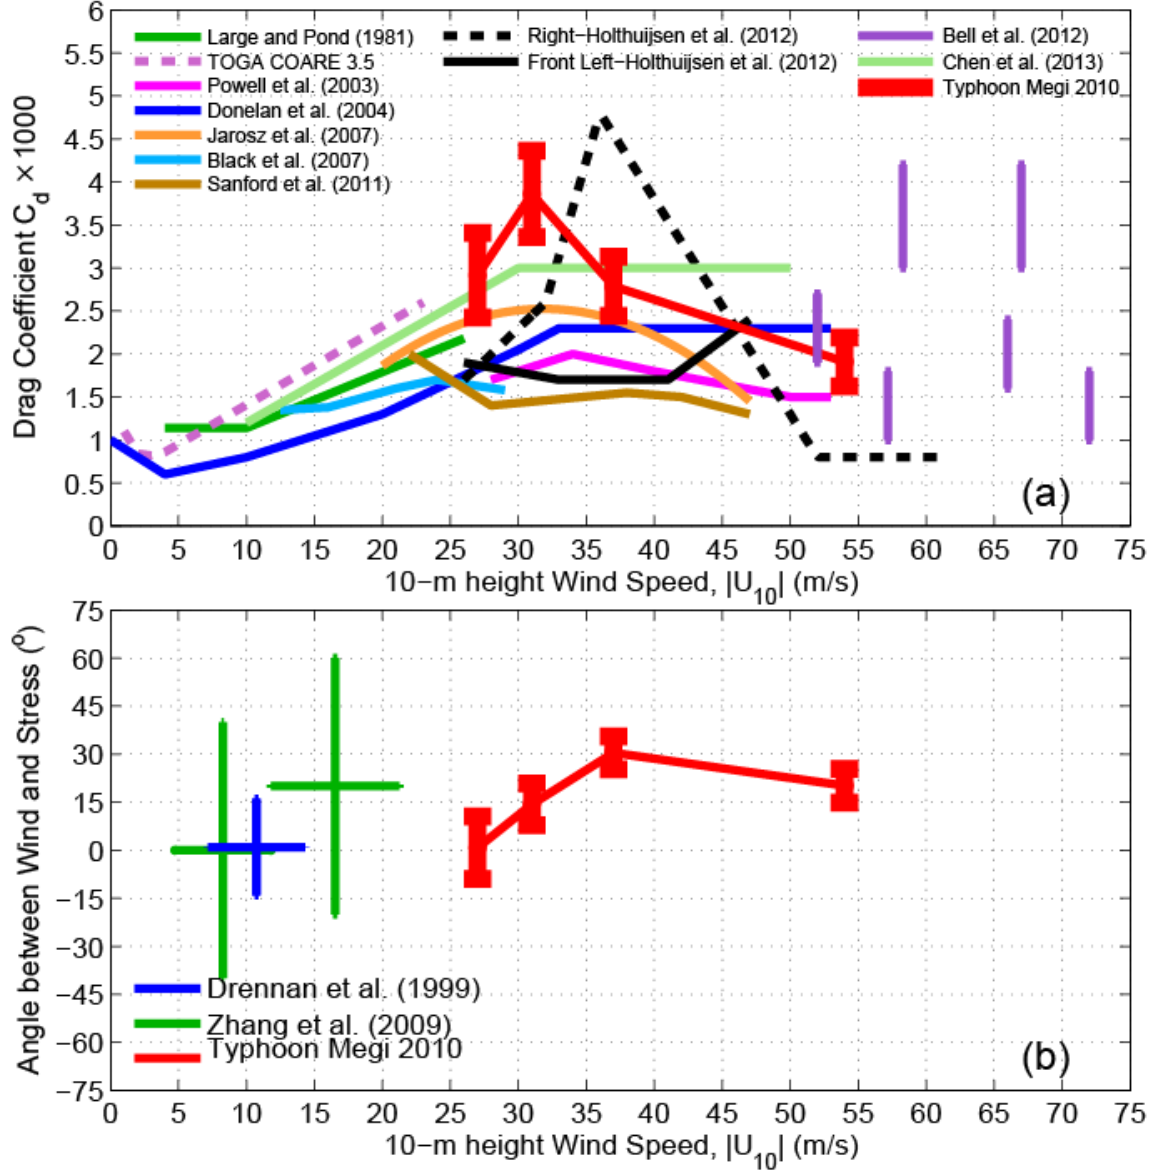 6
5.5
5
4.5
4
3.5
3
2.5
2
1.5
1
0.5
0
Drag Coefficient C_d × 1000
Large and Pond (1981)
TOGA COARE 3.5
Powell et al. (2003)
Donelan et al. (2004)
Jarosz et al. (2007)
Black et al. (2007)
Sanford et al. (2011)
Right−Holthuijsen et al. (2012)
Front Left−Holthuijsen et al. (2012)
Bell et al. (2012)
Chen et al. (2013)
Typhoon Megi 2010
(a)
0 5 10 15 20 25 30 35 40 45 50 55 60 65 70 75
10−m height Wind Speed, |U_10| (m/s)
75
60
45
30
15
0
−15
−30
−45
−60
−75
Angle between Wind and Stress (°)
Drennan et al. (1999)
Zhang et al. (2009)
Typhoon Megi 2010
(b)
0 5 10 15 20 25 30 35 40 45 50 55 60 65 70 75
10−m height Wind Speed, |U_10| (m/s)